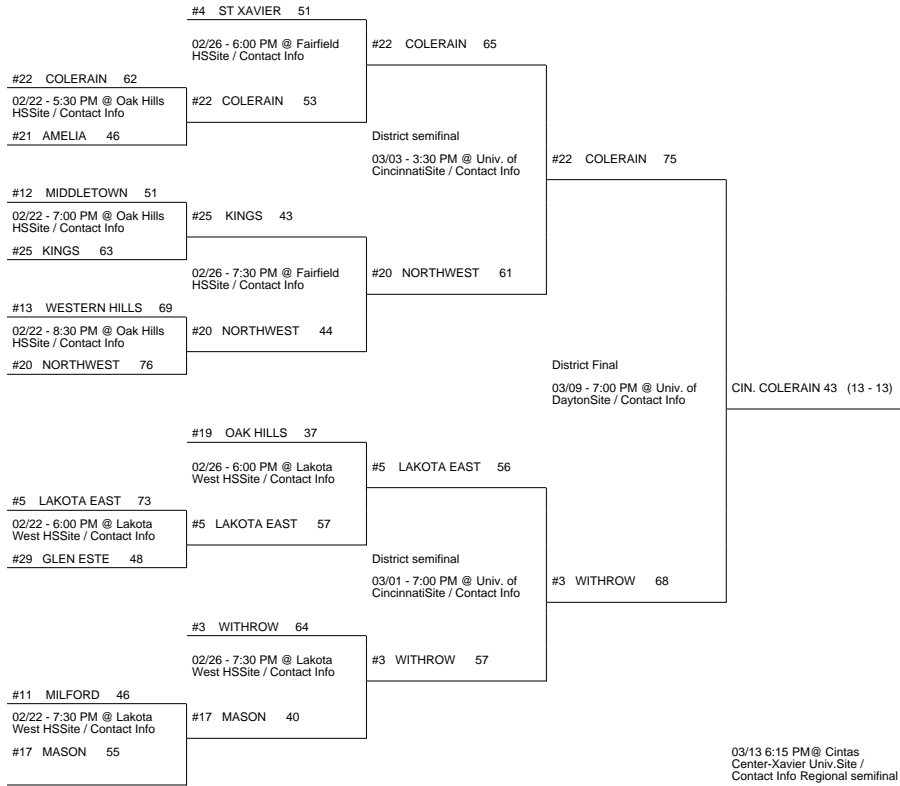 #4 ST XAVIER 51
02/26 - 6:00 PM @ Fairfield
HSSite / Contact Info
#22 COLERAIN 65
#22 COLERAIN 62
02/22 - 5:30 PM @ Oak Hills
HSSite / Contact Info
#22 COLERAIN 53
#21 AMELIA 46
District semifinal
03/03 - 3:30 PM @ Univ. of
CincinnatiSite / Contact Info
#22 COLERAIN 75
#12 MIDDLETOWN 51
02/22 - 7:00 PM @ Oak Hills
HSSite / Contact Info
#25 KINGS 43
#25 KINGS 63
02/26 - 7:30 PM @ Fairfield
HSSite / Contact Info
#20 NORTHWEST 61
#13 WESTERN HILLS 69
02/22 - 8:30 PM @ Oak Hills
HSSite / Contact Info
#20 NORTHWEST 44
#20 NORTHWEST 76
District Final
03/09 - 7:00 PM @ Univ. of
DaytonSite / Contact Info
CIN. COLERAIN 43 (13 - 13)
#19 OAK HILLS 37
02/26 - 6:00 PM @ Lakota
West HSSite / Contact Info
#5 LAKOTA EAST 56
#5 LAKOTA EAST 73
02/22 - 6:00 PM @ Lakota
West HSSite / Contact Info
#5 LAKOTA EAST 57
#29 GLEN ESTE 48
District semifinal
03/01 - 7:00 PM @ Univ. of
CincinnatiSite / Contact Info
#3 WITHROW 68
#3 WITHROW 64
02/26 - 7:30 PM @ Lakota
West HSSite / Contact Info
#3 WITHROW 57
#11 MILFORD 46
02/22 - 7:30 PM @ Lakota
West HSSite / Contact Info
#17 MASON 40
#17 MASON 55
03/13 6:15 PM@ Cintas
Center-Xavier Univ.Site /
Contact Info Regional semifinal